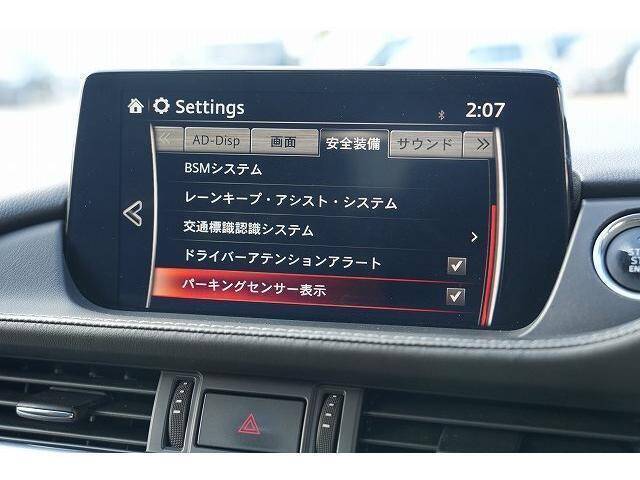 Settings 2:07
AD-Disp 画面 安全装備 サウンド
BSMシステム
レーンキープ・アシスト・システム
交通標識認識システム
ドライバーアテンションアラート
パーキングセンサー表示